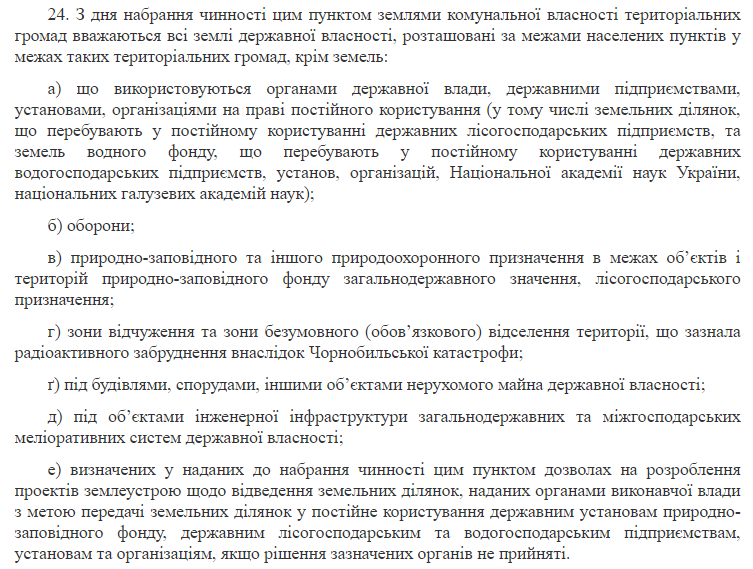 24. З дня набрання чинності цим пунктом землями комунальної власності територіальних
громад вважаються всі землі державної власності, розташовані за межами населених пунктів у
межах таких територіальних громад, крім земель:
а) що використовуються органами державної влади, державними підприємствами,
установами, організаціями на праві постійного користування (у тому числі земельних ділянок,
що перебувають у постійному користуванні державних лісогосподарських підприємств, та
земель водного фонду, що перебувають у постійному користуванні державних
водогосподарських підприємств, установ, організацій, Національної академії наук України,
національних галузевих академій наук);
б) оборони;
в) природно-заповідного та іншого природоохоронного призначення в межах об’єктів і
територій природно-заповідного фонду загальнодержавного значення, лісогосподарського
призначення;
г) зони відчуження та зони безумовного (обов’язкового) відселення території, що зазнала
радіоактивного забруднення внаслідок Чорнобильської катастрофи;
ґ) під будівлями, спорудами, іншими об’єктами нерухомого майна державної власності;
д) під об’єктами інженерної інфраструктури загальнодержавних та міжгосподарських
меліоративних систем державної власності;
е) визначених у наданих до набрання чинності цим пунктом дозволах на розроблення
проектів землеустрою щодо відведення земельних ділянок, наданих органами виконавчої влади
з метою передачі земельних ділянок у постійне користування державним установам природно-
заповідного фонду, державним лісогосподарським та водогосподарським підприємствам,
установам та організаціям, якщо рішення зазначених органів не прийняті.